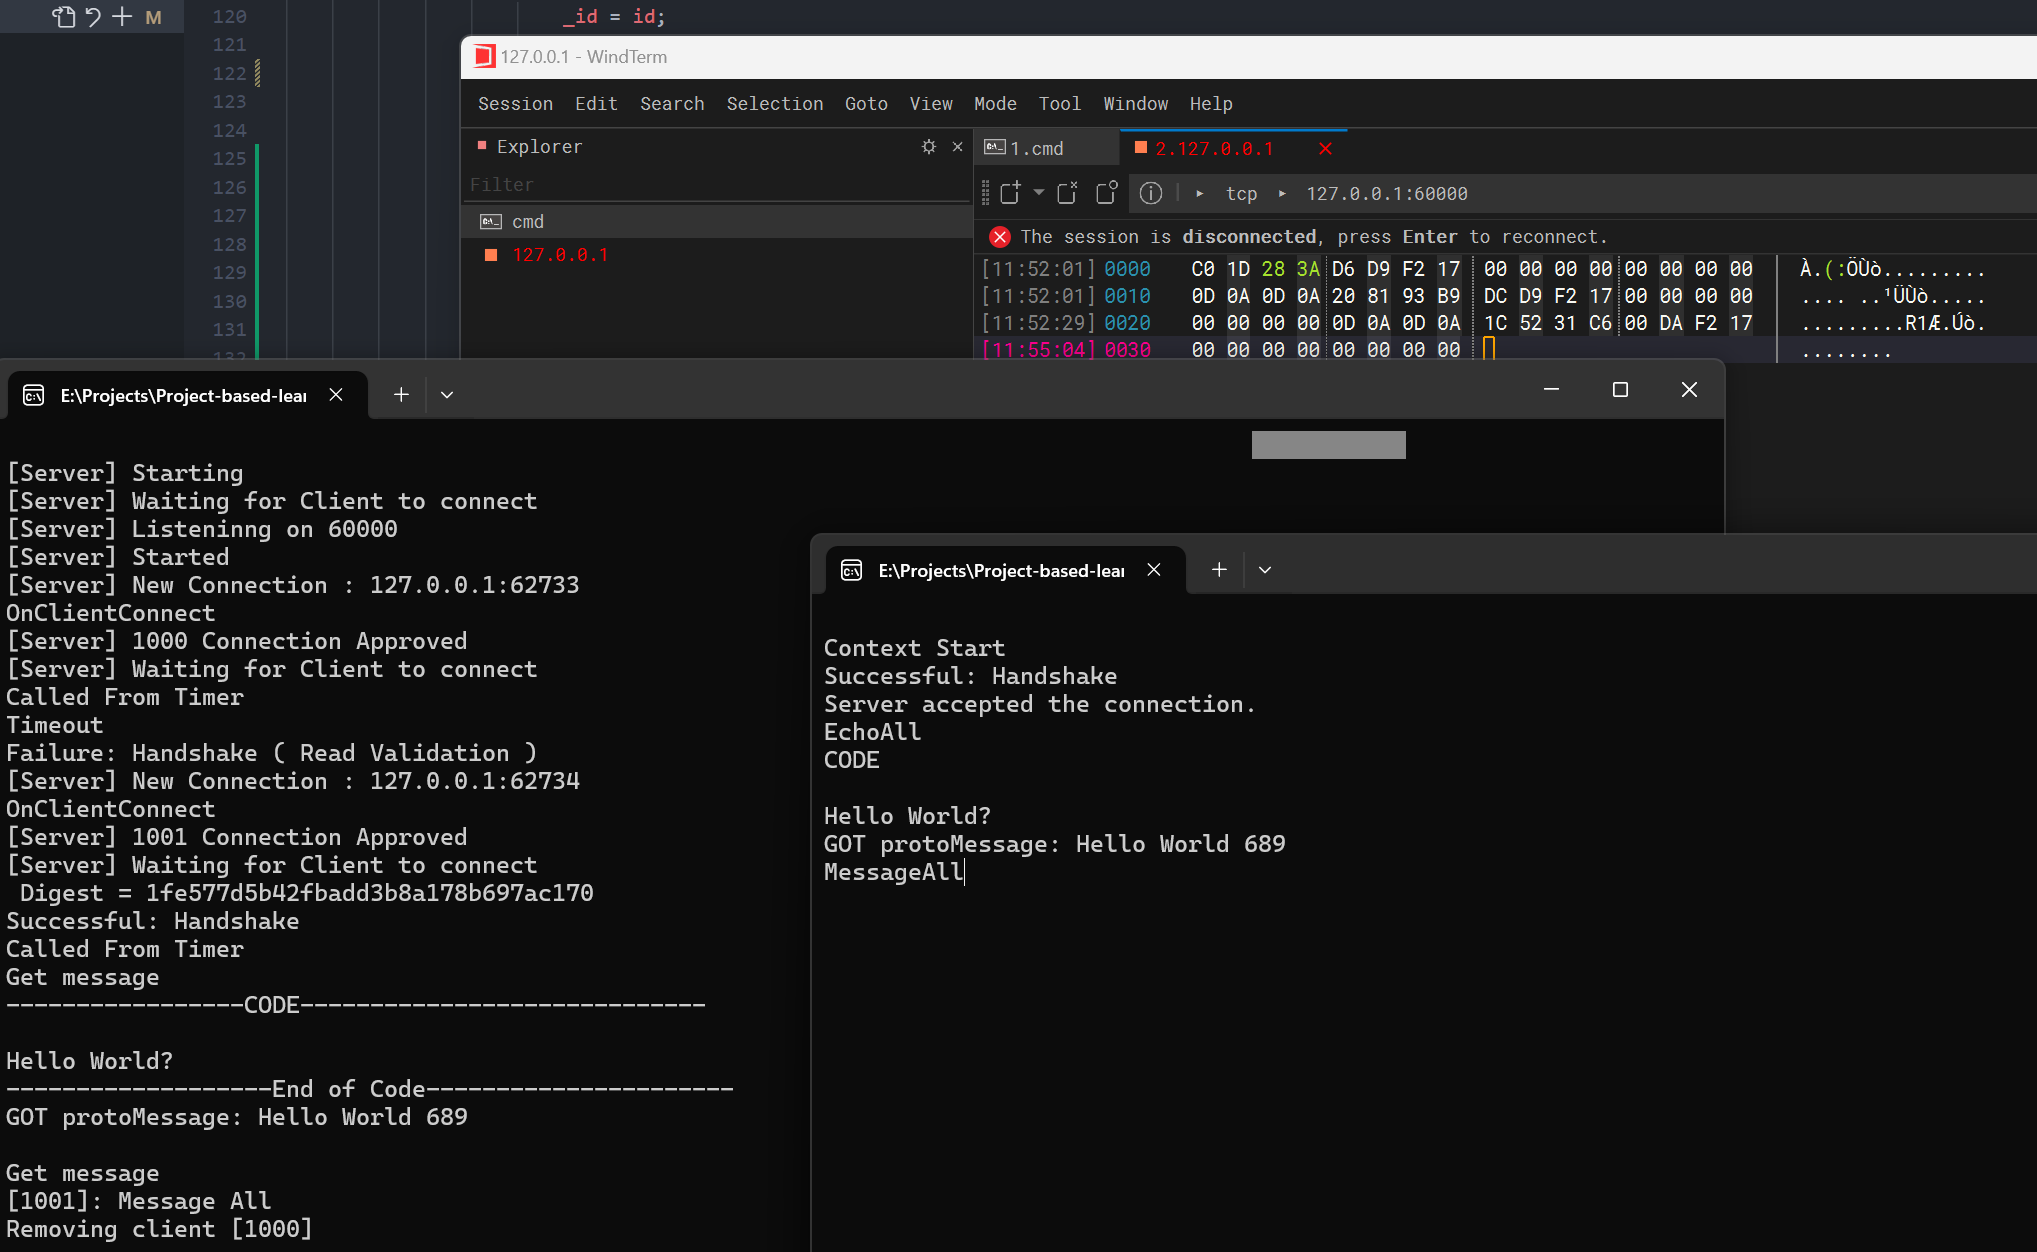 M
120 _id = id;
121
122
123
124
125
126
127
128
129
130
131
132
127.0.0.1 - WindTerm
Session Edit Search Selection Goto View Mode Tool Window Help
Explorer
Filter
cmd
127.0.0.1
1.cmd
2.127.0.0.1
tcp 127.0.0.1:60000
The session is disconnected, press Enter to reconnect.
[11:52:01] 0000 C0 1D 28 3A D6 D9 F2 17 00 00 00 00 00 00 00 00 À.(:ÖÙò.........
[11:52:01] 0010 0D 0A 0D 0A 20 81 93 B9 DC D9 F2 17 00 00 00 00 .... ..¹ÜÙò.....
[11:52:29] 0020 00 00 00 00 0D 0A 0D 0A 1C 52 31 C6 00 DA F2 17 .........R1Æ.Úò.
[11:55:04] 0030 00 00 00 00 00 00 00 00 ........
E:\Projects\Project-based-lear
[Server] Starting
[Server] Waiting for Client to connect
[Server] Listeninng on 60000
[Server] Started
[Server] New Connection : 127.0.0.1:62733
OnClientConnect
[Server] 1000 Connection Approved
[Server] Waiting for Client to connect
Called From Timer
Timeout
Failure: Handshake ( Read Validation )
[Server] New Connection : 127.0.0.1:62734
OnClientConnect
[Server] 1001 Connection Approved
[Server] Waiting for Client to connect
Digest = 1fe577d5b42fbadd3b8a178b697ac170
Successful: Handshake
Called From Timer
Get message
-----------------CODE-----------------------------
Hello World?
-------------------End of Code----------------------
GOT protoMessage: Hello World 689
Get message
[1001]: Message All
Removing client [1000]
E:\Projects\Project-based-lear
Context Start
Successful: Handshake
Server accepted the connection.
EchoAll
CODE
Hello World?
GOT protoMessage: Hello World 689
MessageAll